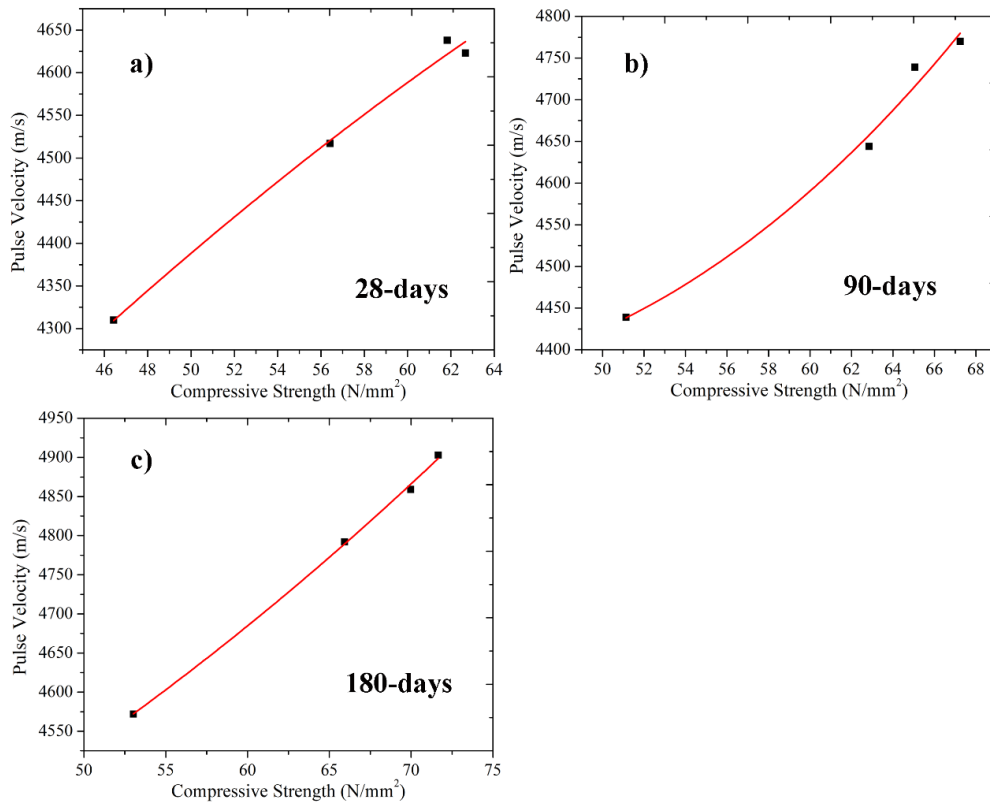 a)
4650
4600
4550
4500
4450
4400
4350
4300
Pulse Velocity (m/s)
28-days
44 46 48 50 52 54 56 58 60 62 64
Compressive Strength (N/mm²)
b)
4800
4750
4700
4650
4600
4550
4500
4450
4400
Pulse Velocity (m/s)
90-days
50 52 54 56 58 60 62 64 66 68
Compressive Strength (N/mm²)
c)
4950
4900
4850
4800
4750
4700
4650
4600
4550
Pulse Velocity (m/s)
180-days
50 55 60 65 70 75
Compressive Strength (N/mm²)